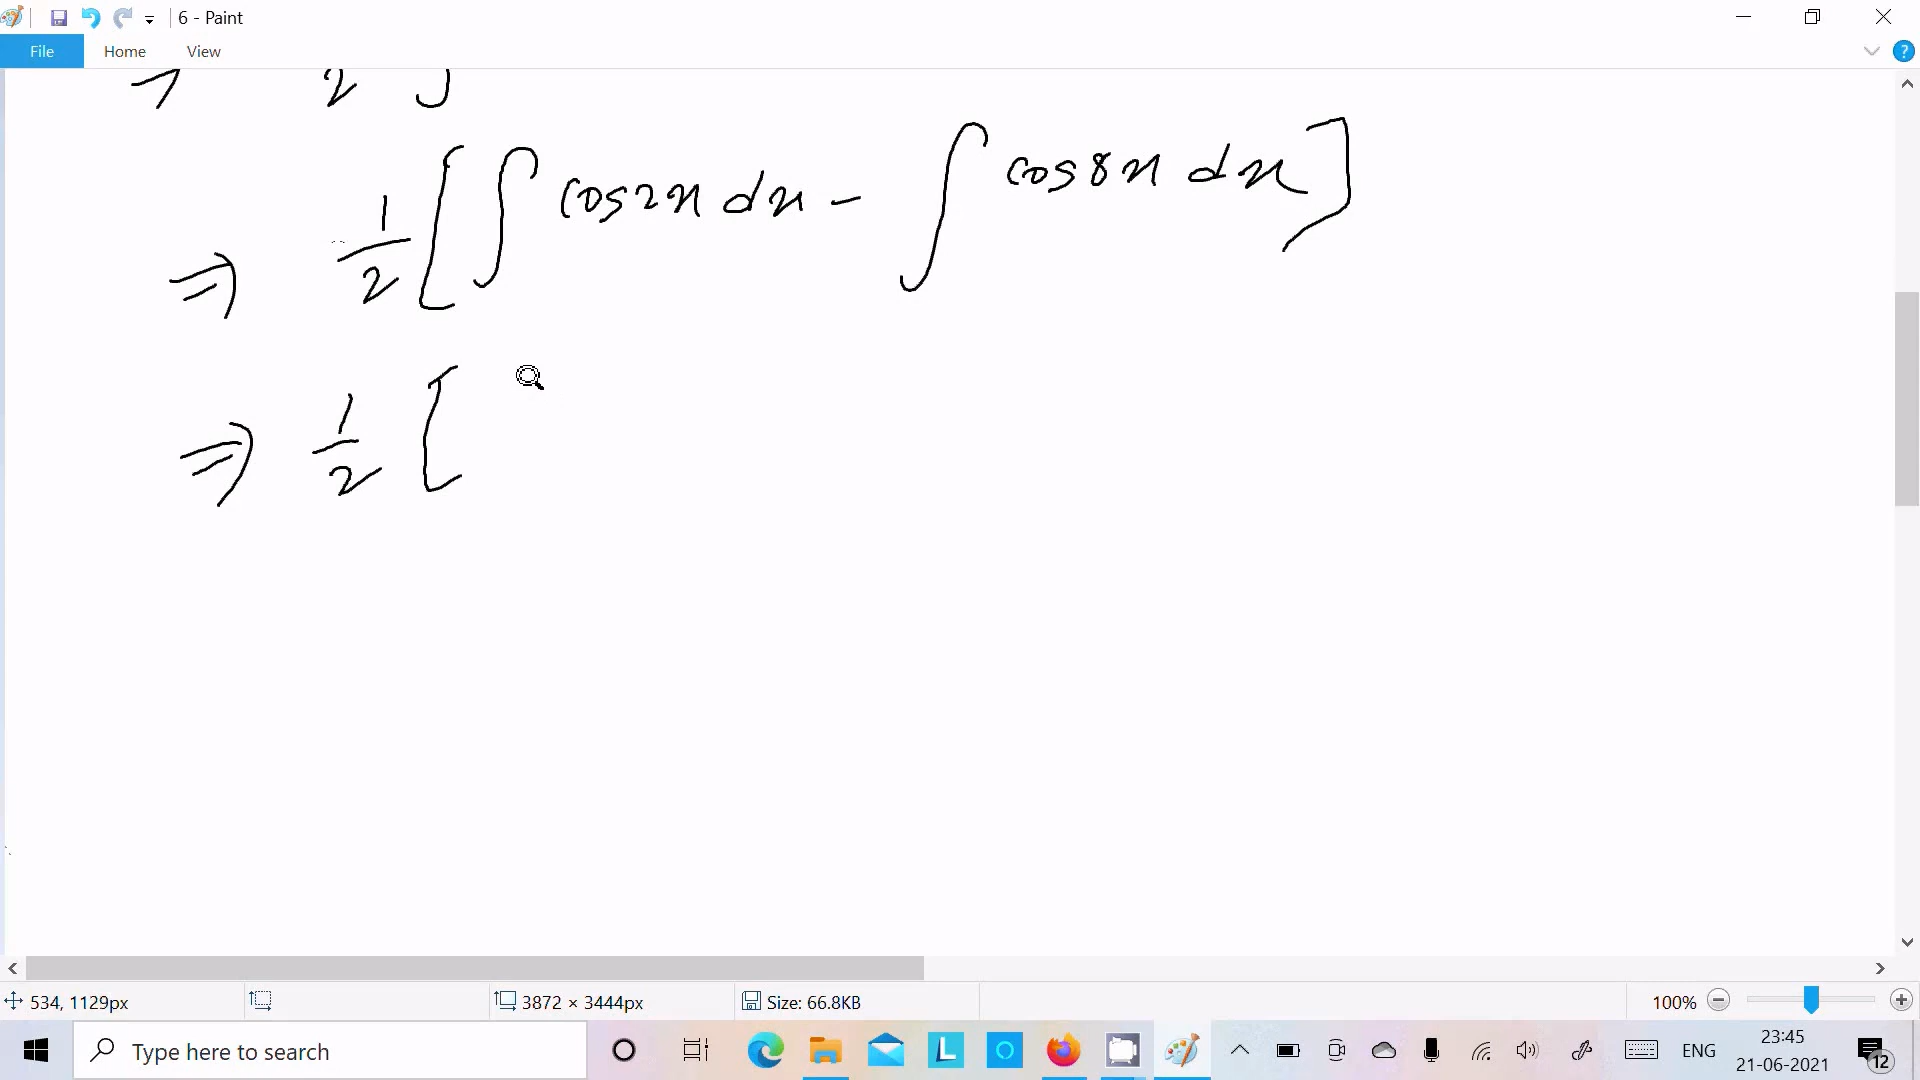 6 - Paint
File Home View
⇒ 1/2 [ ∫ cos2x dx - ∫ cos8x dx ]
⇒ 1/2 [
534, 1129px 3872 × 3444px Size: 66.8KB 100%
Type here to search ENG 23:45
21-06-2021 12